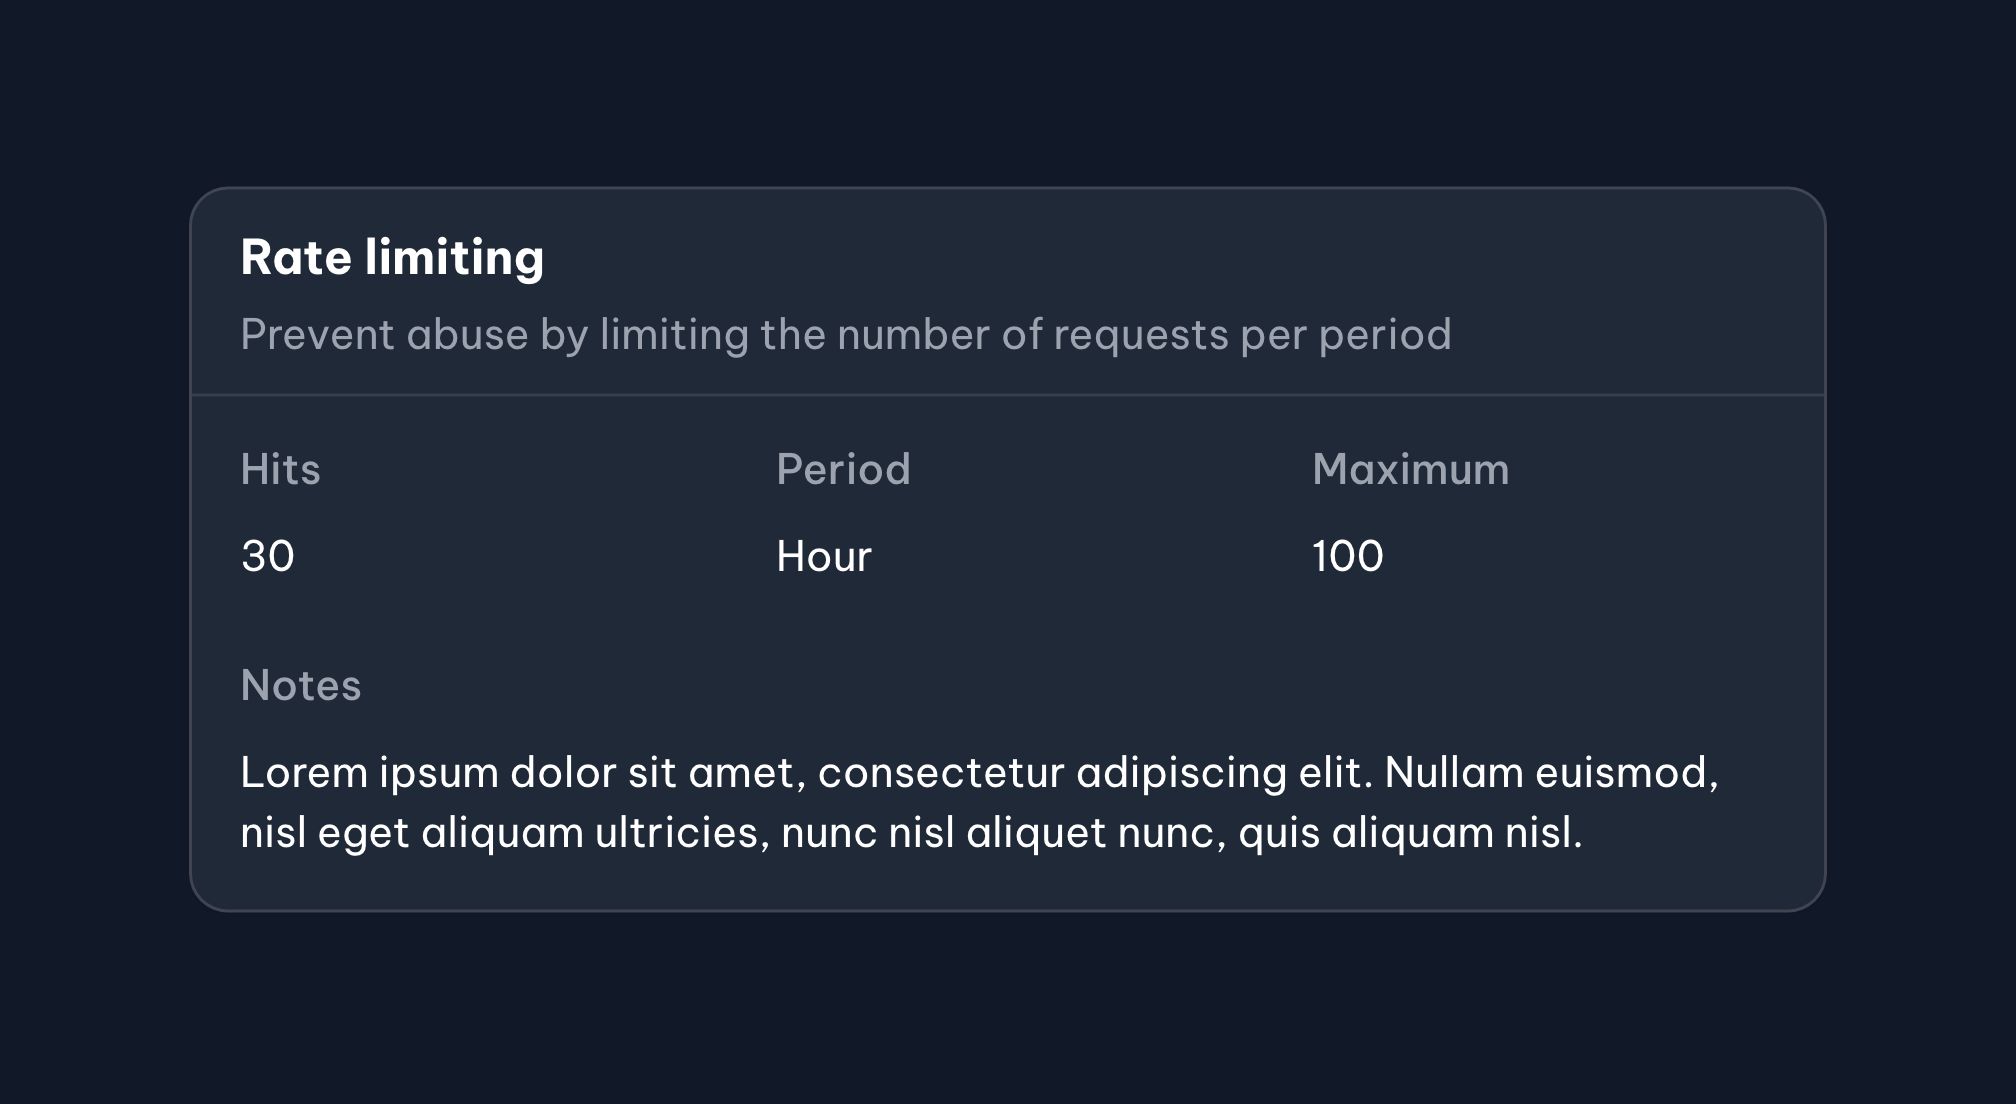 Rate limiting
Prevent abuse by limiting the number of requests per period
Hits
Period
Maximum
30
Hour
100
Notes
Lorem ipsum dolor sit amet, consectetur adipiscing elit. Nullam euismod,
nisl eget aliquam ultricies, nunc nisl aliquet nunc, quis aliquam nisl.